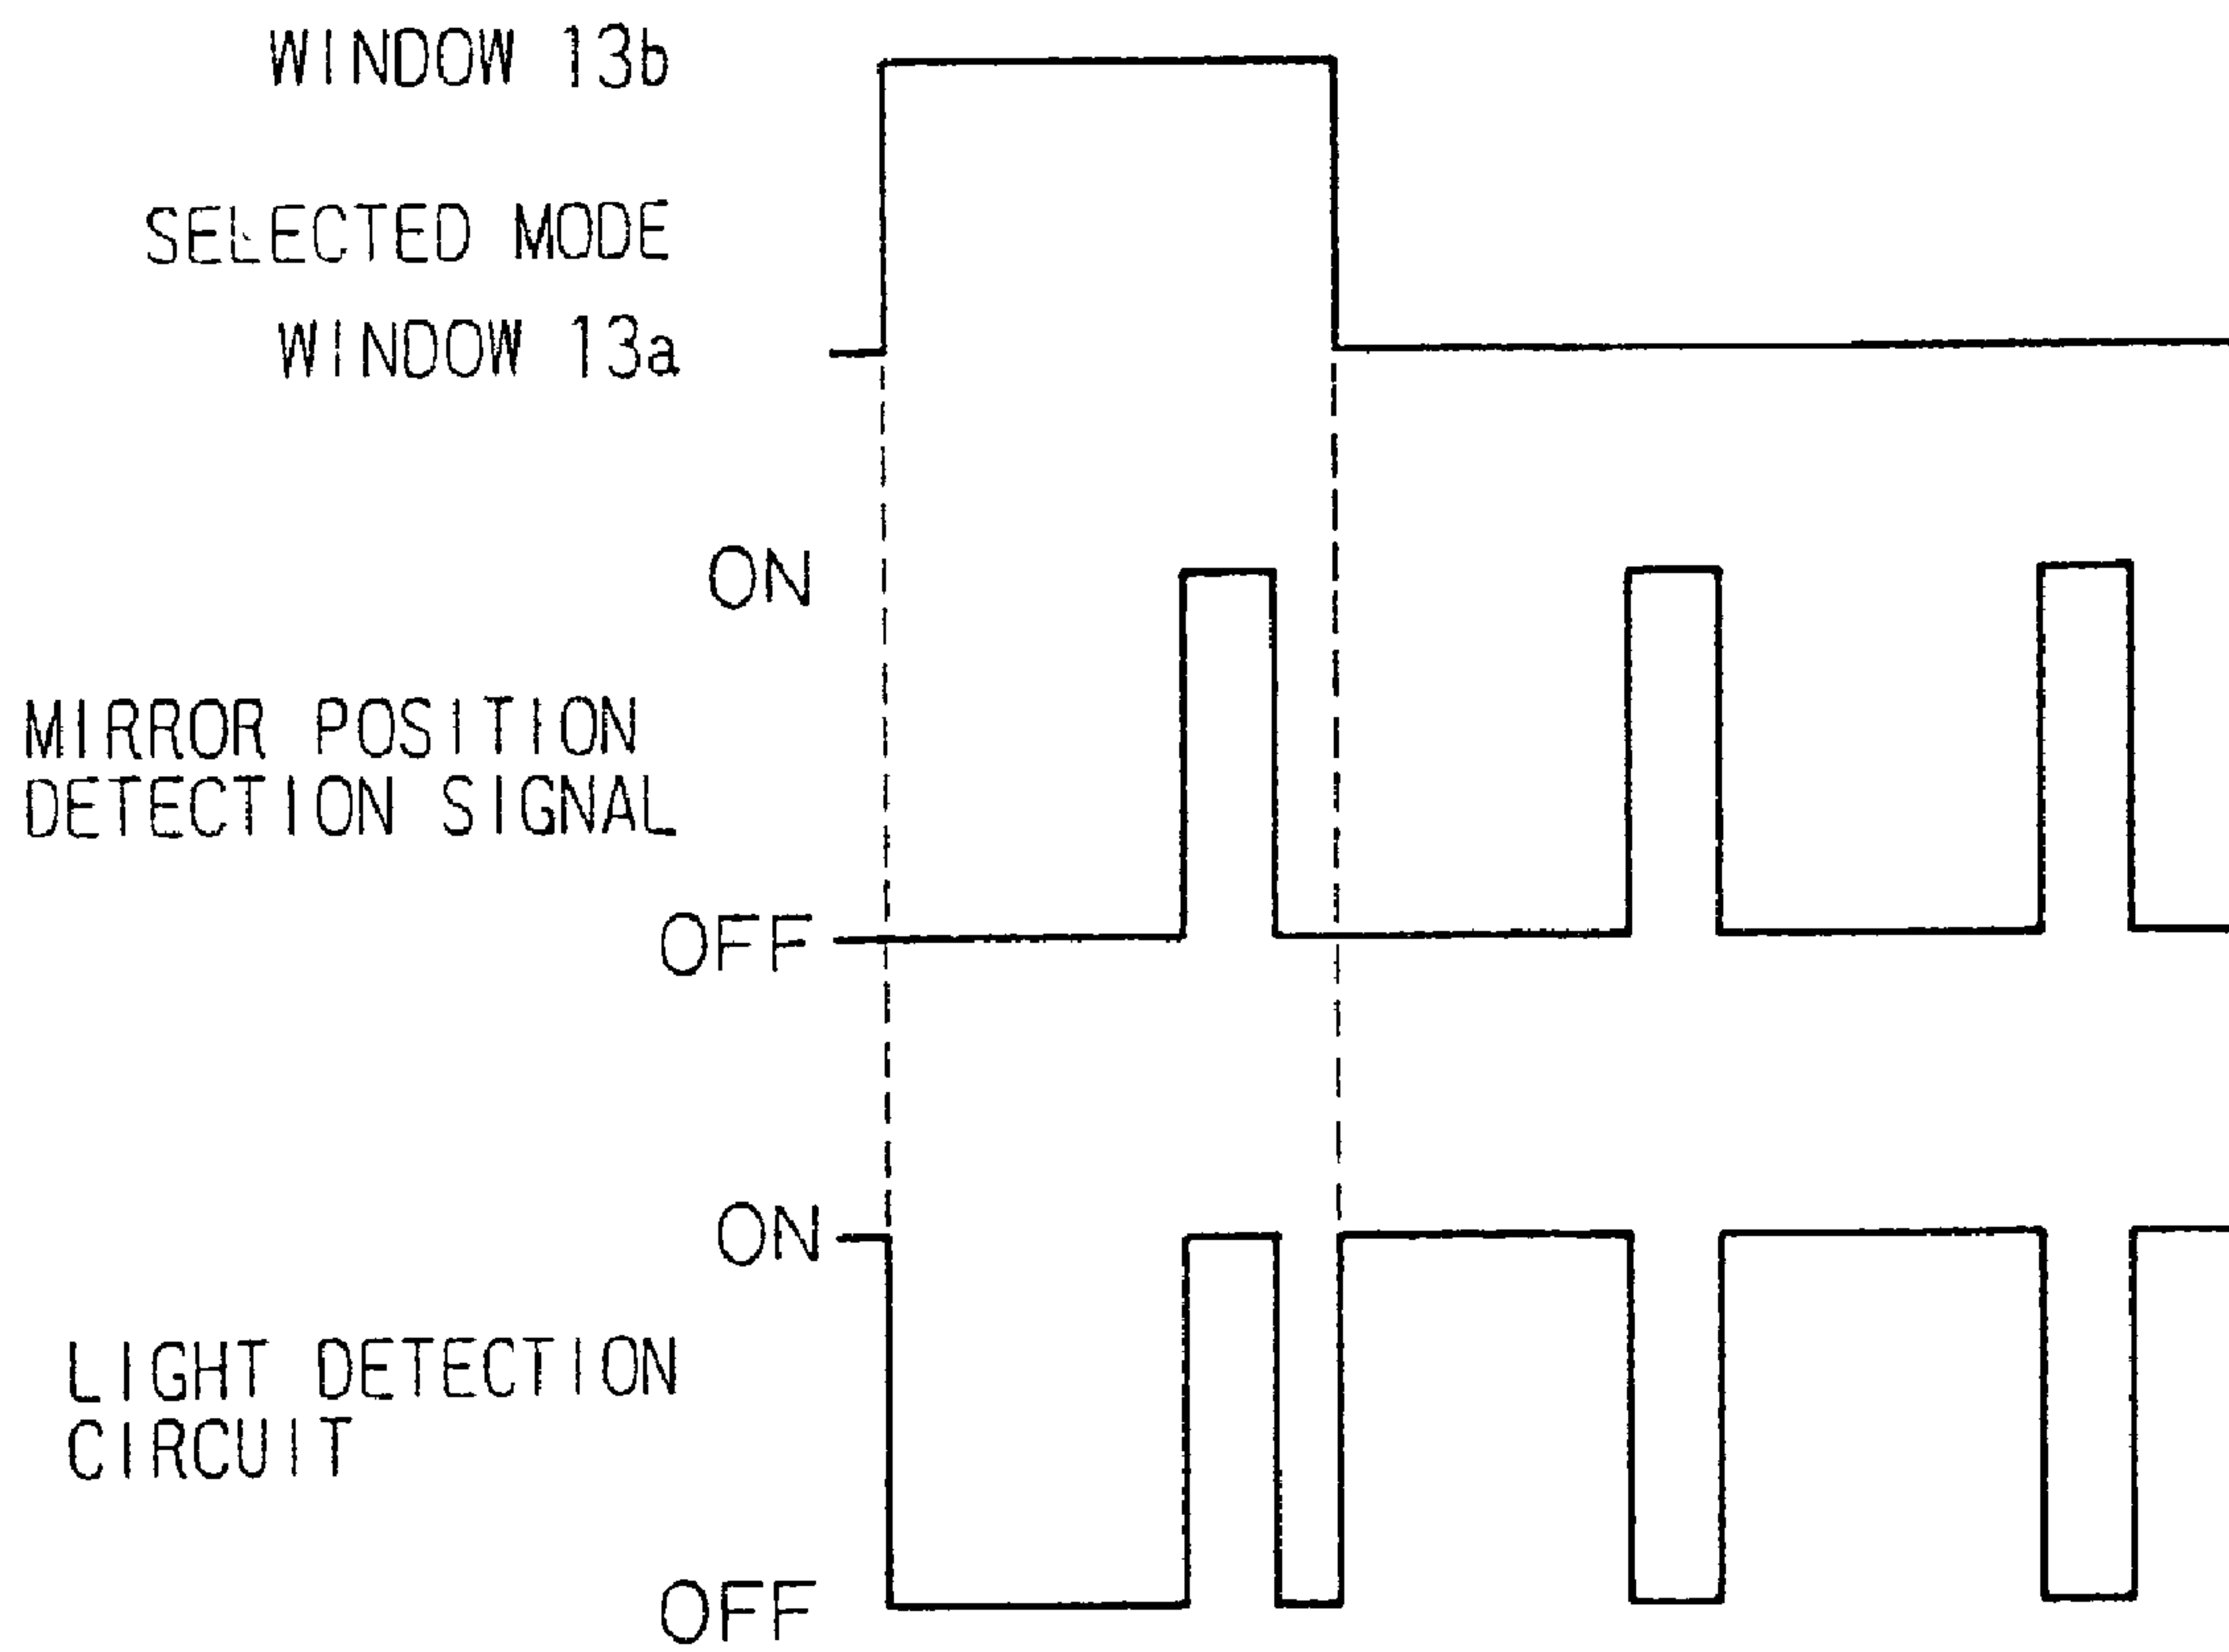 WINDOW 13b
SELECTED MODE
WINDOW 13a
ON
MIRROR POSITION
DETECTION SIGNAL
OFF
ON
LIGHT DETECTION
CIRCUIT
OFF